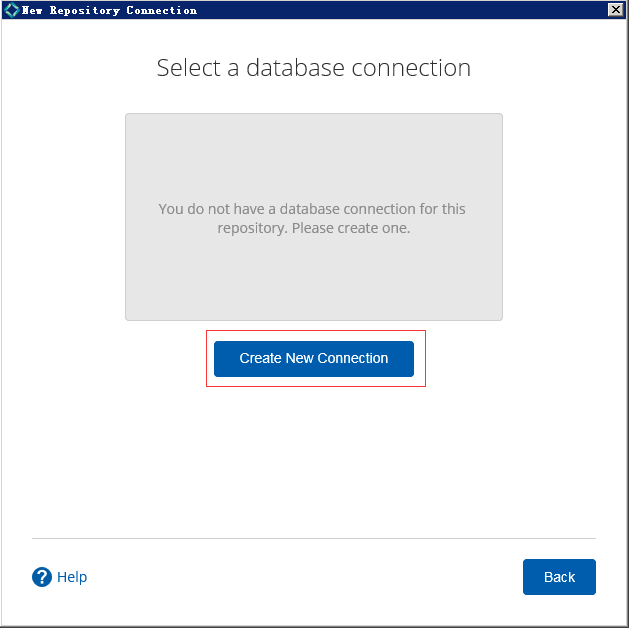 New Repository Connection
Select a database connection
You do not have a database connection for this
repository. Please create one.
Create New Connection
? Help
Back